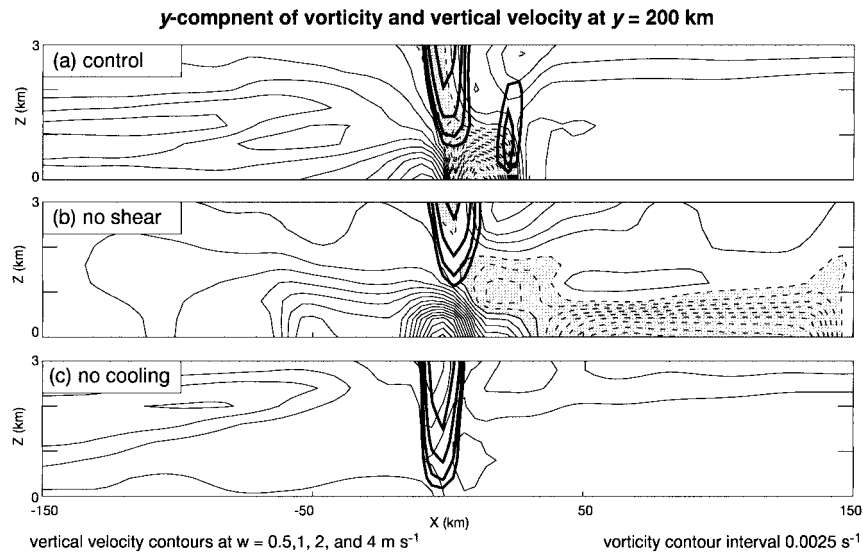 y-compnent of vorticity and vertical velocity at y = 200 km
3
(a) control
Z (km)
0
3
(b) no shear
Z (km)
0
3
(c) no cooling
Z (km)
0
-150
-50
X (km)
50
150
vertical velocity contours at w = 0.5,1, 2, and 4 m s⁻¹
vorticity contour interval 0.0025 s⁻¹